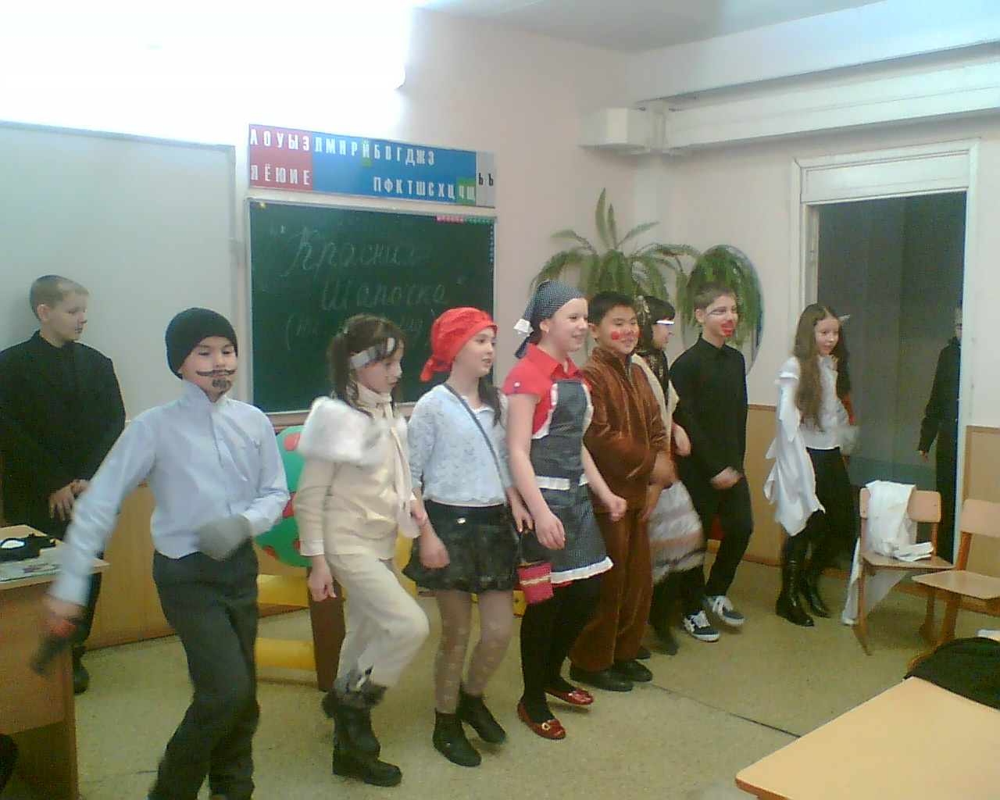 А О У Ы Э Л М Н Р Й Б В Г Д Ж З
Я Ё Ю И Е П Ф К Т Ш С Х Ц Ч Щ Ь Ъ
"Красная
Шапочка"